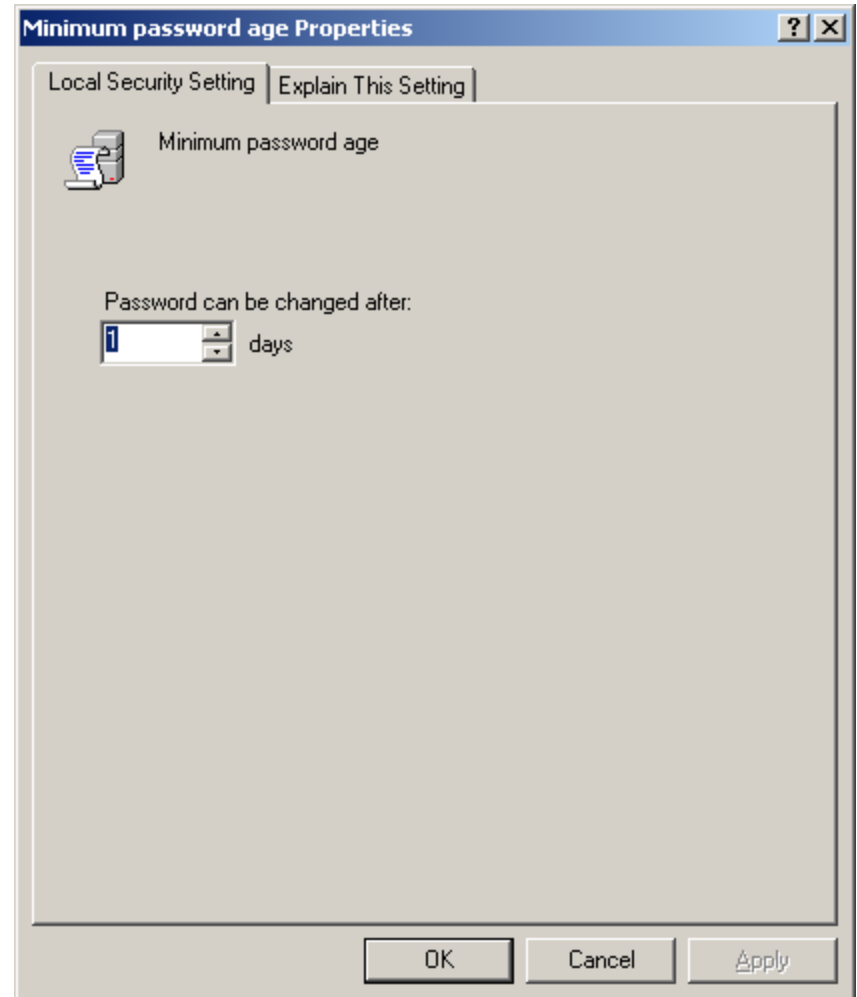 Minimum password age Properties
Local Security Setting
Explain This Setting
Minimum password age
Password can be changed after:
1 days
OK
Cancel
Apply